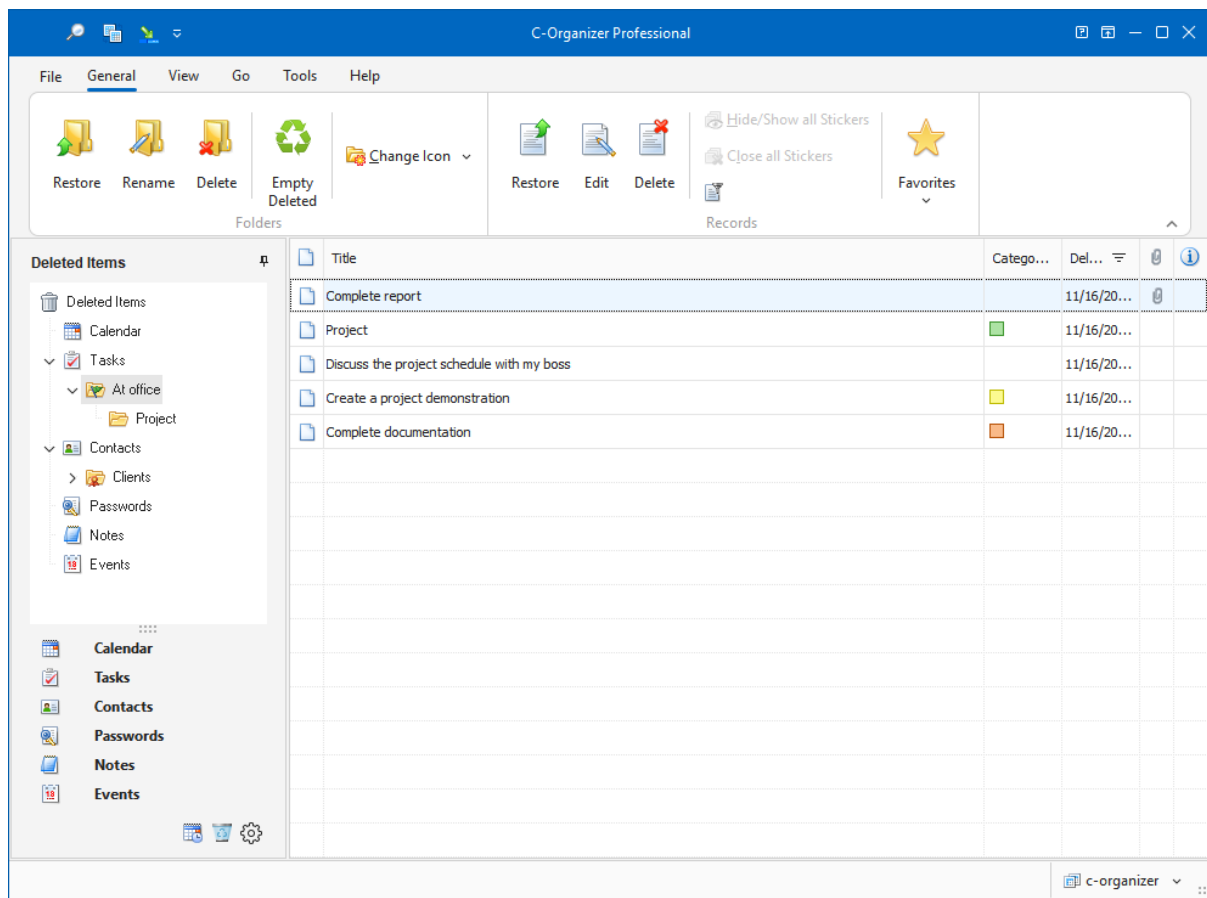 C-Organizer Professional
File General View Go Tools Help
Restore Rename Delete Empty Deleted
Change Icon
Folders
Restore Edit Delete
Hide/Show all Stickers
Close all Stickers
Favorites
Records
Deleted Items
Deleted Items
Calendar
Tasks
At office
Project
Contacts
Clients
Passwords
Notes
Events
Calendar
Tasks
Contacts
Passwords
Notes
Events
Title Catego... Del...
Complete report 11/16/20...
Project 11/16/20...
Discuss the project schedule with my boss 11/16/20...
Create a project demonstration 11/16/20...
Complete documentation 11/16/20...
c-organizer